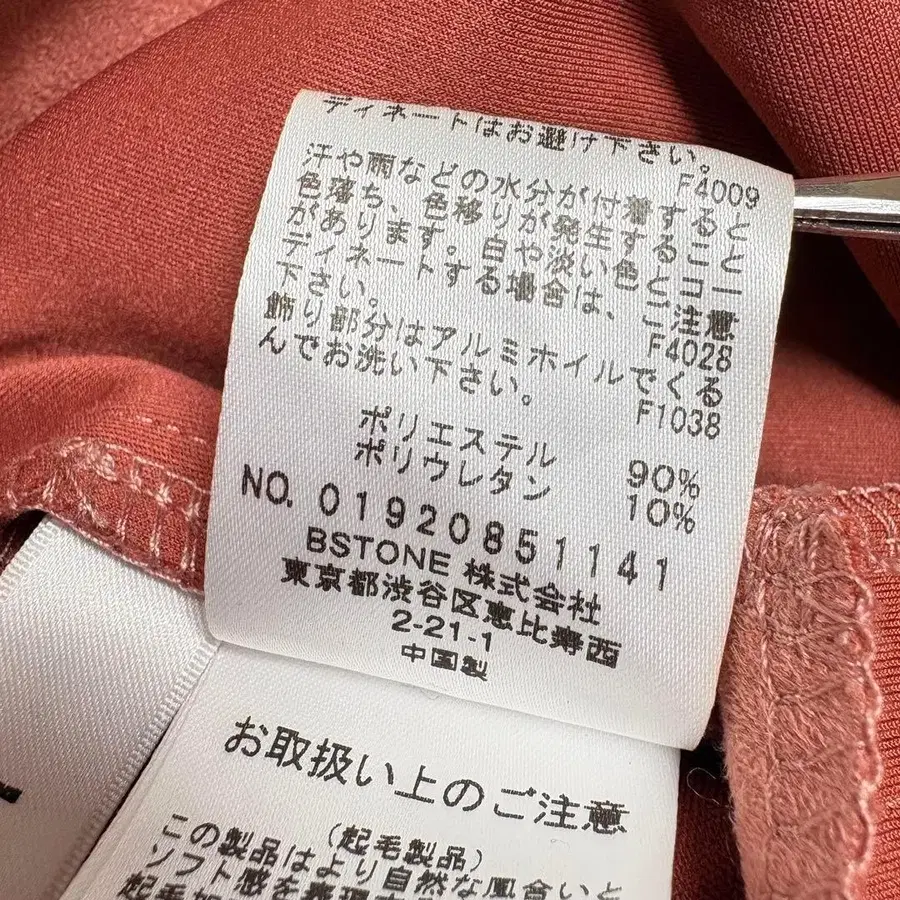 ディネートはお避け下さい。
F4009
汗や雨などの水分が付着すると
色落ち、色移りが発生すること
があります。白や淡い色とコー
ディネートする場合は、ご注意
下さい。
F4028
飾り部分はアルミホイルでくる
んでお洗い下さい。
F1038
ポリエステル 90%
ポリウレタン 10%
NO. 01920851141
BSTONE 株式会社
東京都渋谷区恵比寿西
2-21-1
中国製
お取扱い上のご注意
(起毛製品)
この製品はより自然な風合いと
ソフト感を表現
起毛加